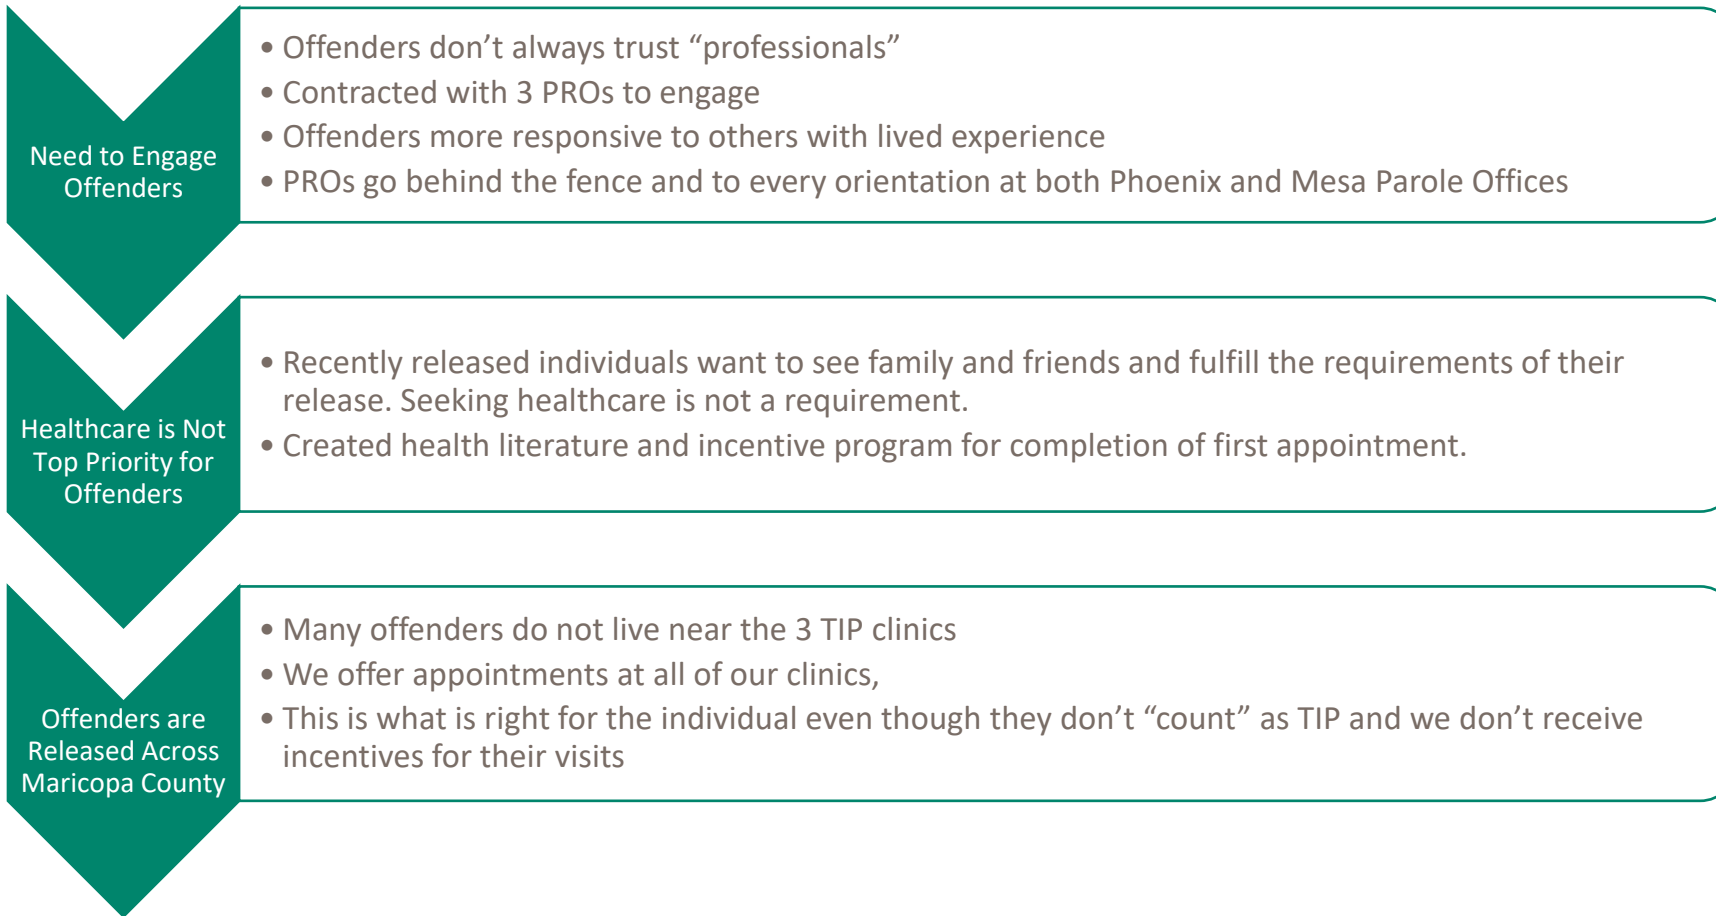 Need to Engage
Offenders
• Offenders don’t always trust “professionals”
• Contracted with 3 PROs to engage
• Offenders more responsive to others with lived experience
• PROs go behind the fence and to every orientation at both Phoenix and Mesa Parole Offices
Healthcare is Not
Top Priority for
Offenders
• Recently released individuals want to see family and friends and fulfill the requirements of their
release. Seeking healthcare is not a requirement.
• Created health literature and incentive program for completion of first appointment.
Offenders are
Released Across
Maricopa County
• Many offenders do not live near the 3 TIP clinics
• We offer appointments at all of our clinics,
• This is what is right for the individual even though they don’t “count” as TIP and we don’t receive
incentives for their visits